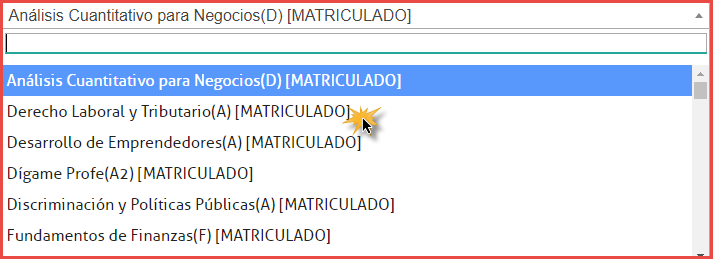 Análisis Cuantitativo para Negocios(D) [MATRICULADO]
Análisis Cuantitativo para Negocios(D) [MATRICULADO]
Derecho Laboral y Tributario(A) [MATRICULADO]
Desarrollo de Emprendedores(A) [MATRICULADO]
Dígame Profe(A2) [MATRICULADO]
Discriminación y Políticas Públicas(A) [MATRICULADO]
Fundamentos de Finanzas(F) [MATRICULADO]